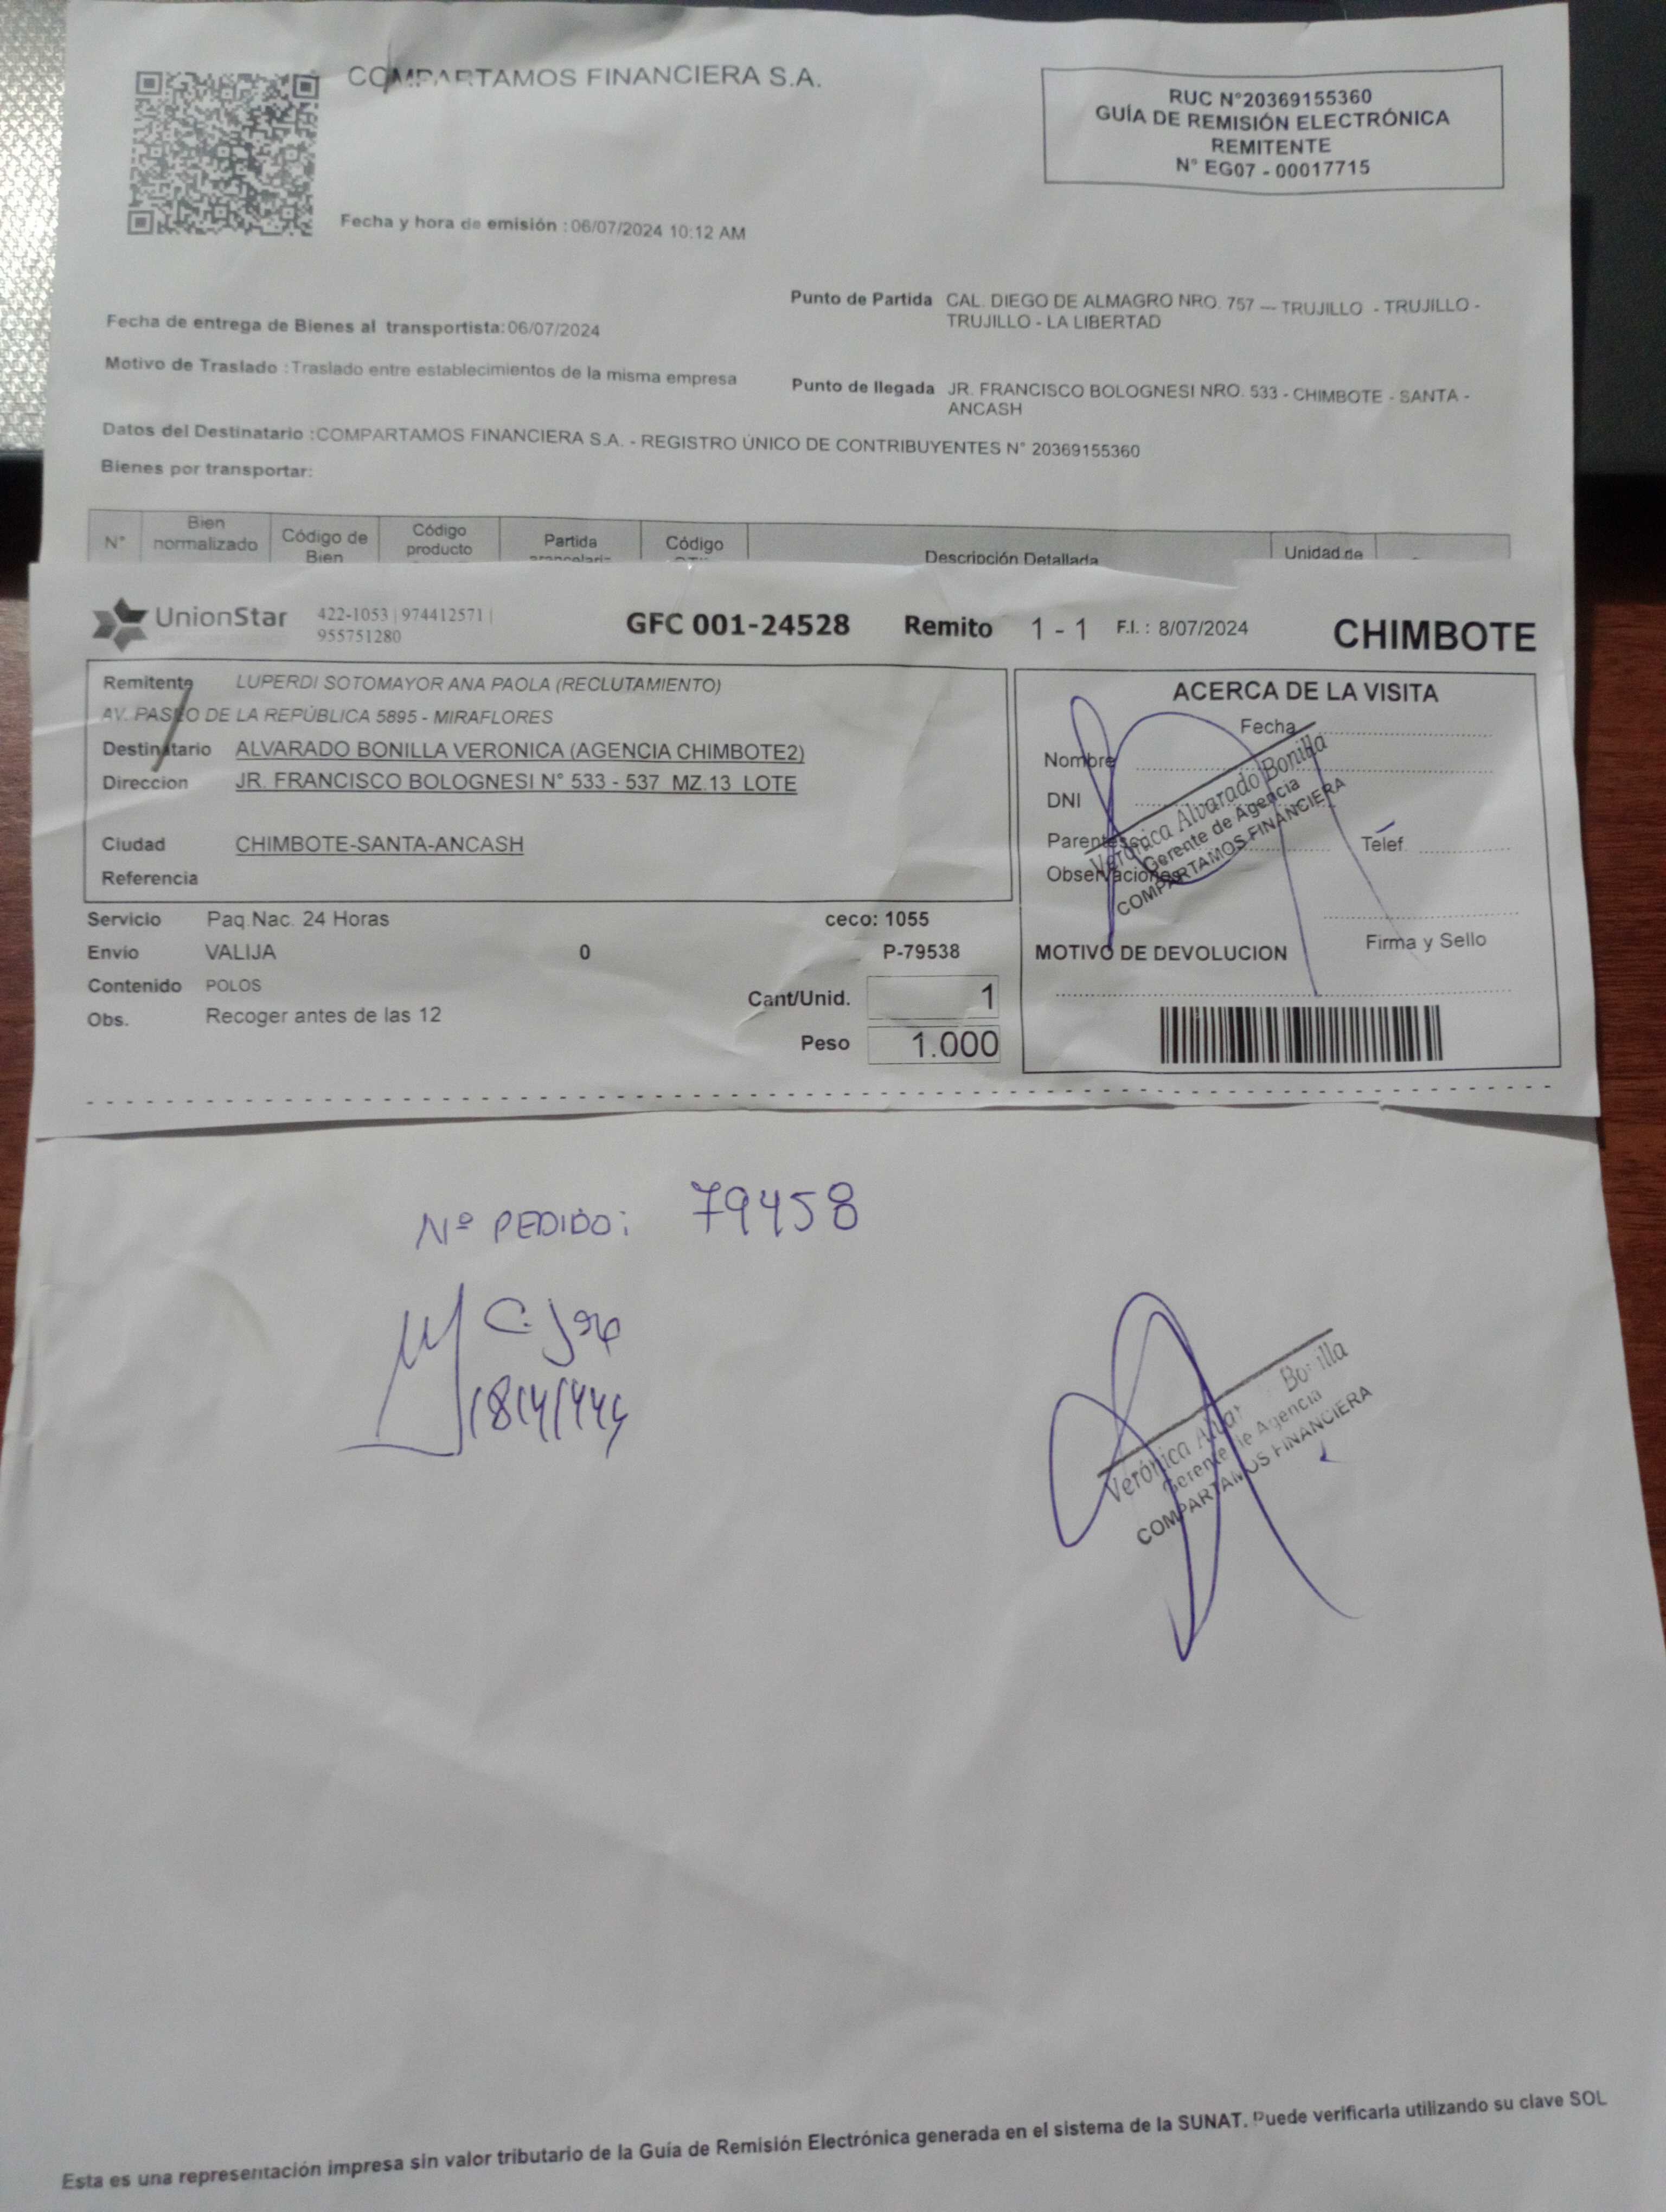 COMPARTAMOS FINANCIERA S.A.
RUC N°20369155360
GUÍA DE REMISIÓN ELECTRÓNICA
REMITENTE
N° EG07 - 00017715
Fecha y hora de emisión : 06/07/2024 10:12 AM
Fecha de entrega de Bienes al transportista: 06/07/2024
Punto de Partida CAL. DIEGO DE ALMAGRO NRO. 757 — TRUJILLO - TRUJILLO -
TRUJILLO - LA LIBERTAD
Motivo de Traslado : Traslado entre establecimientos de la misma empresa
Punto de llegada JR. FRANCISCO BOLOGNESI NRO. 533 - CHIMBOTE - SANTA -
ANCASH
Datos del Destinatario : COMPARTAMOS FINANCIERA S.A. - REGISTRO ÚNICO DE CONTRIBUYENTES N° 20369155360
Bienes por transportar:
N° Bien normalizado Código de Bien Código producto Partida Código Descripción Detallada Unidad de
UnionStar 422-1053 | 974412571 |
955751280
GFC 001-24528 Remito 1 - 1 F.I. : 8/07/2024 CHIMBOTE
Remitente LUPERDI SOTOMAYOR ANA PAOLA (RECLUTAMIENTO)
AV. PASEO DE LA REPÚBLICA 5895 - MIRAFLORES
Destinatario ALVARADO BONILLA VERONICA (AGENCIA CHIMBOTE2)
Direccion JR. FRANCISCO BOLOGNESI N° 533 - 537 MZ.13 LOTE
Ciudad CHIMBOTE-SANTA-ANCASH
Referencia
Servicio Paq.Nac. 24 Horas ceco: 1055
Envio VALIJA 0 P-79538
Contenido POLOS
Cant/Unid. 1
Obs. Recoger antes de las 12
Peso 1.000
ACERCA DE LA VISITA
Fecha
Nombre
DNI
Parentesco
Telef.
Observaciones
Verónica Alvarado Bonilla
Gerente de Agencia
COMPARTAMOS FINANCIERA
Firma y Sello
MOTIVO DE DEVOLUCION
Nº PEDIDO: 79458
Verónica Bonilla
Gerente de Agencia
COMPARTAMOS FINANCIERA
Esta es una representación impresa sin valor tributario de la Guía de Remisión Electrónica generada en el sistema de la SUNAT. Puede verificarla utilizando su clave SOL